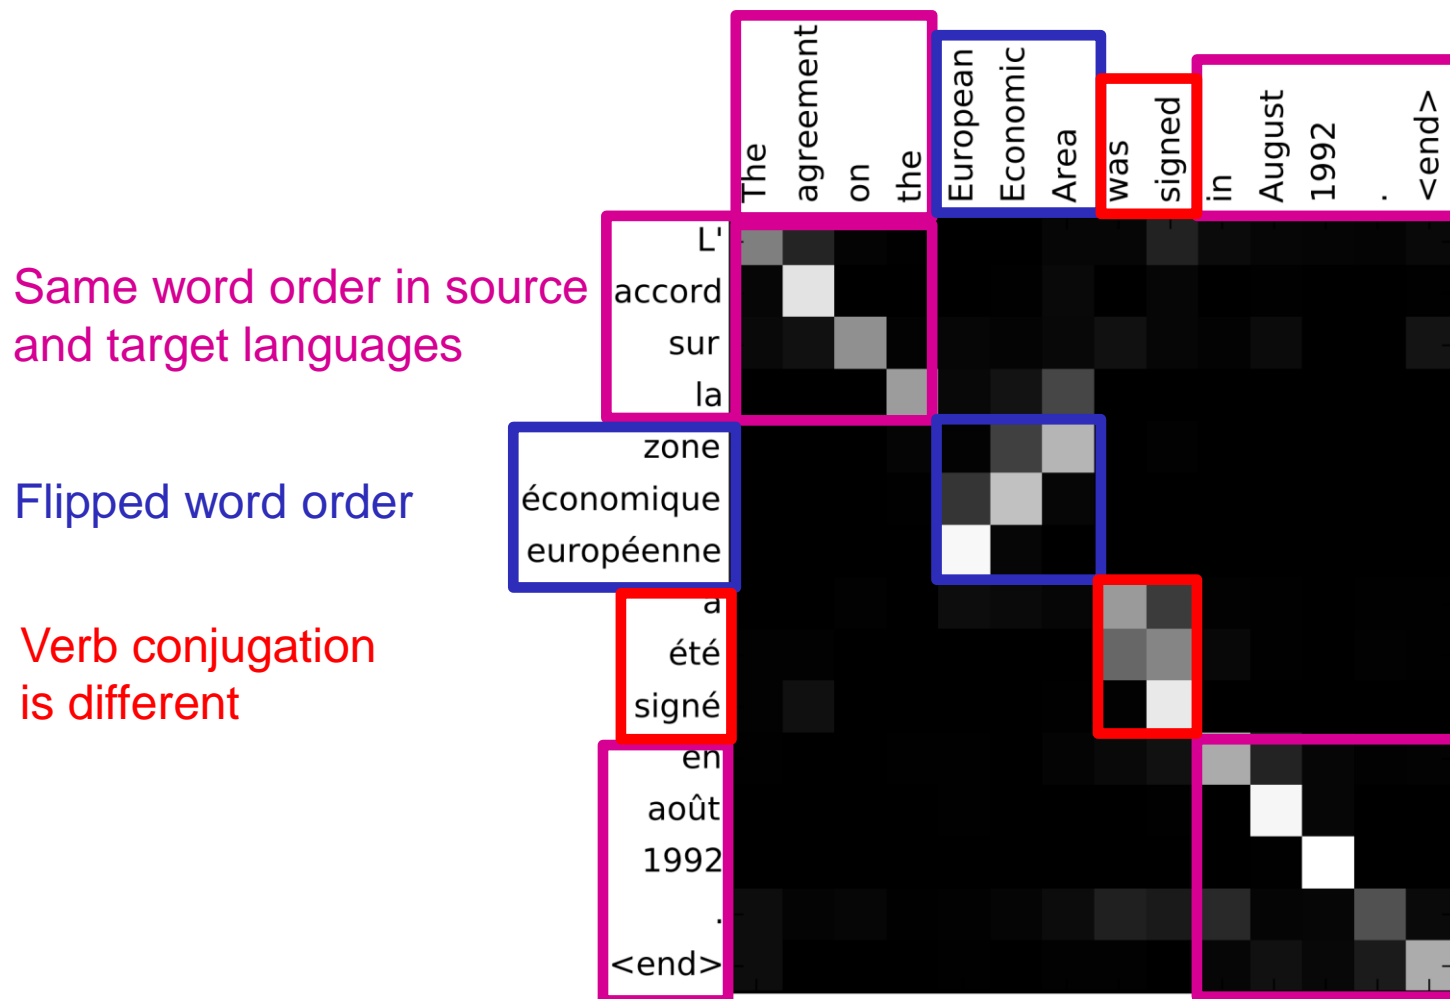 The agreement on the European Economic Area was signed in August 1992 . <end>
L'
accord
Same word order in source
and target languages
sur
la
zone
Flipped word order
économique
européenne
a
Verb conjugation
is different
été
signé
en
août
1992
.
<end>